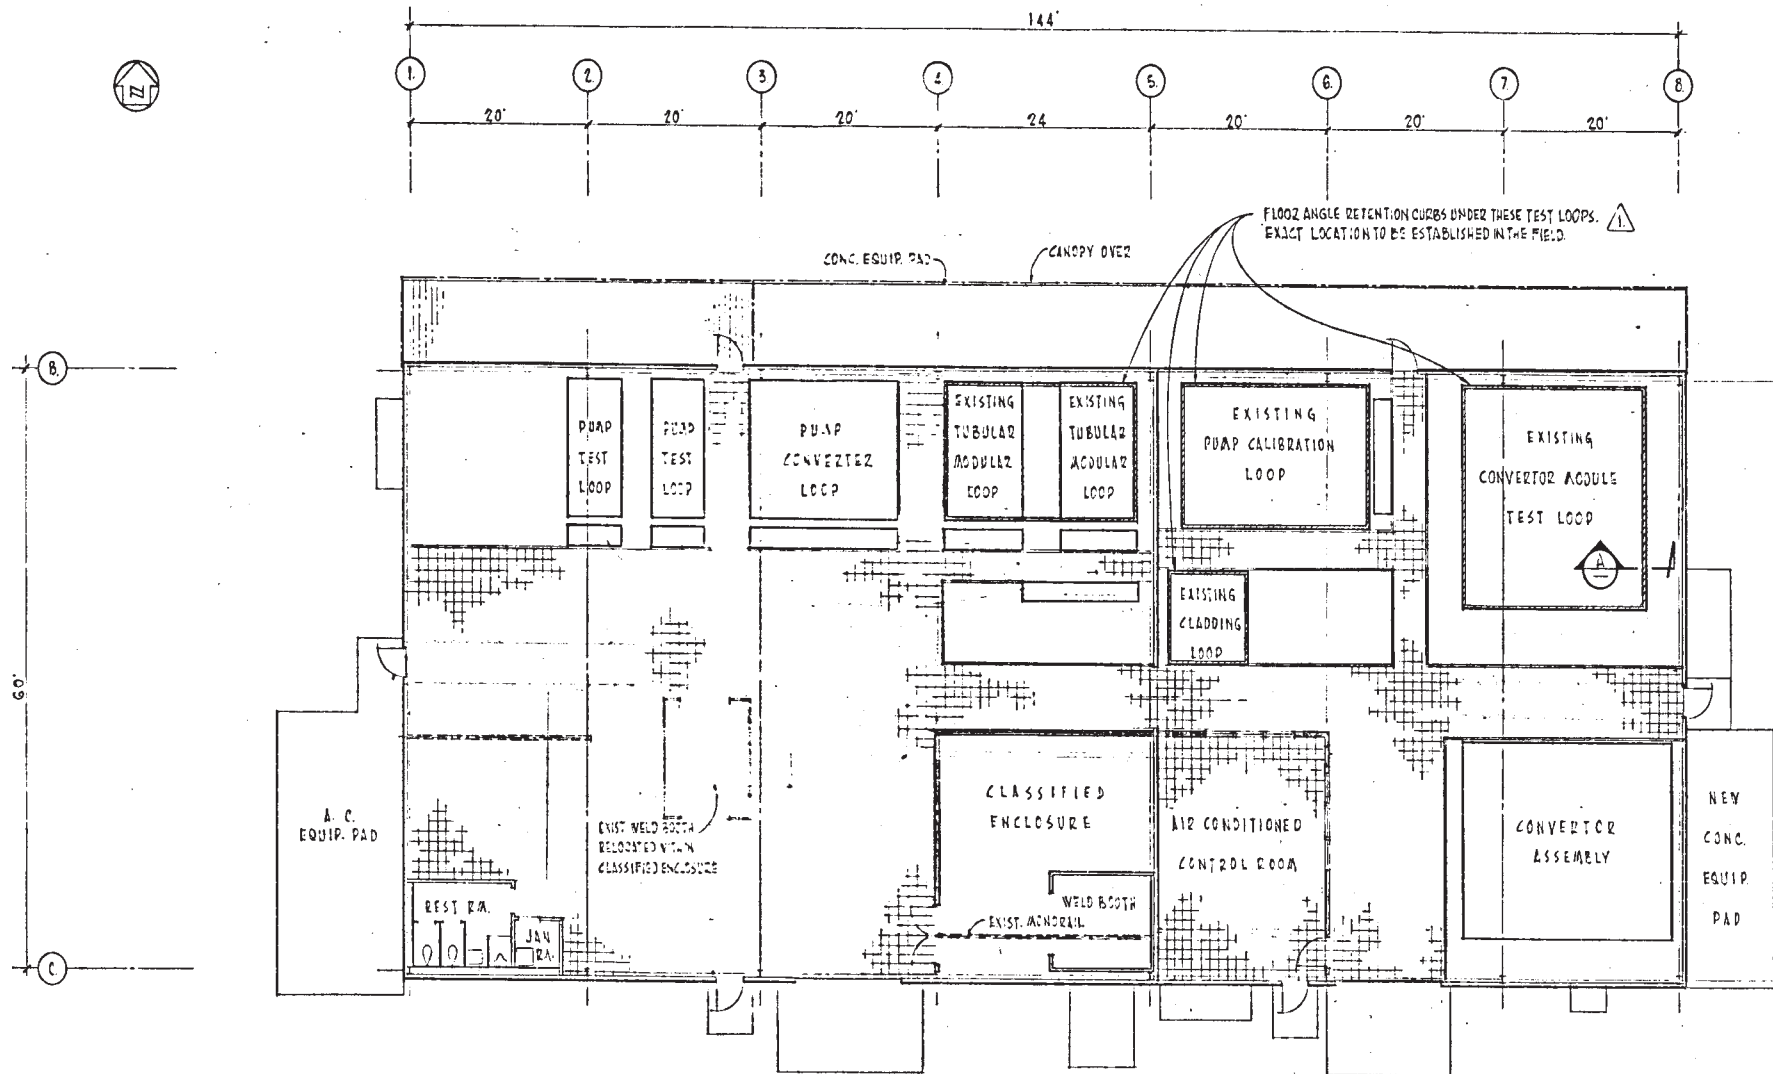 144'
N
1.
2.
3
4
5.
6.
7.
8.
20'
20'
20'
24
20'
20'
20'
FLOOR ANGLE RETENTION CURBS UNDER THESE TEST LOOPS.
1.
EXACT LOCATION TO BE ESTABLISHED IN THE FIELD.
CONC. EQUIP. PAD
CANOPY OVER
B.
PUMP
TEST
LOOP
PUMP
TEST
LOOP
PUMP
CONVERTER
LOOP
EXISTING
TUBULAR
MODULAR
LOOP
EXISTING
TUBULAR
MODULAR
LOOP
EXISTING
PUMP CALIBRATION
LOOP
EXISTING
CONVERTOR MODULE
TEST LOOP
A
EXISTING
CLADDING
LOOP
60'
A. C.
EQUIP. PAD
EXIST WELD BOOTH
RELOCATED WITHIN
CLASSIFIED ENCLOSURE
CLASSIFIED
ENCLOSURE
AIR CONDITIONED
CONTROL ROOM
CONVERTOR
ASSEMBLY
NEW
CONC.
EQUIP.
PAD
REST RM.
JAN
RM.
WELD BOOTH
EXIST. MONORAIL
C.